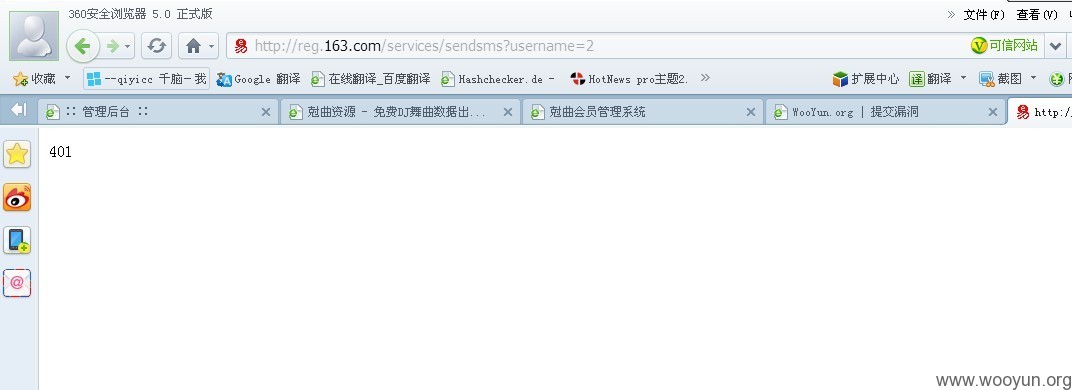 360安全浏览器 5.0 正式版
» 文件(F) 查看(V)
http://reg.163.com/services/sendsms?username=2 可信网站
收藏 --qiyicc 千脑－我 Google 翻译 在线翻译_百度翻译 Hashchecker.de - HotNews pro主题2. » 扩展中心 翻译 截图
:: 管理后台 :: 尅曲资源 - 免费DJ舞曲数据出... 尅曲会员管理系统 WooYun.org | 提交漏洞 http:/
401
www.wooyun.org